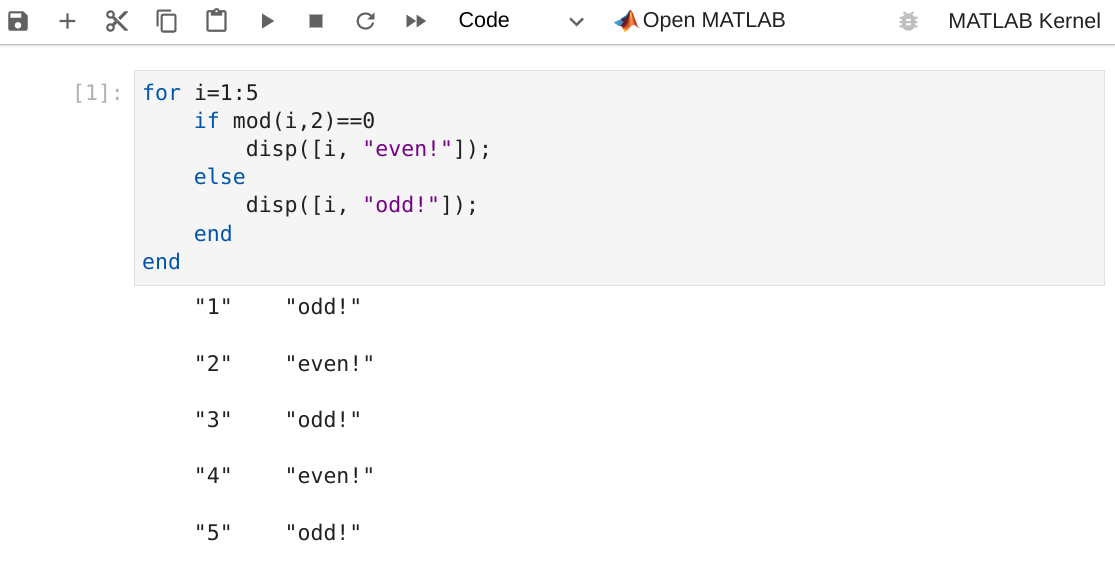 Code Open MATLAB MATLAB Kernel
[1]: for i=1:5
    if mod(i,2)==0
        disp([i, "even!"]);
    else
        disp([i, "odd!"]);
    end
end
    "1"    "odd!"
    "2"    "even!"
    "3"    "odd!"
    "4"    "even!"
    "5"    "odd!"